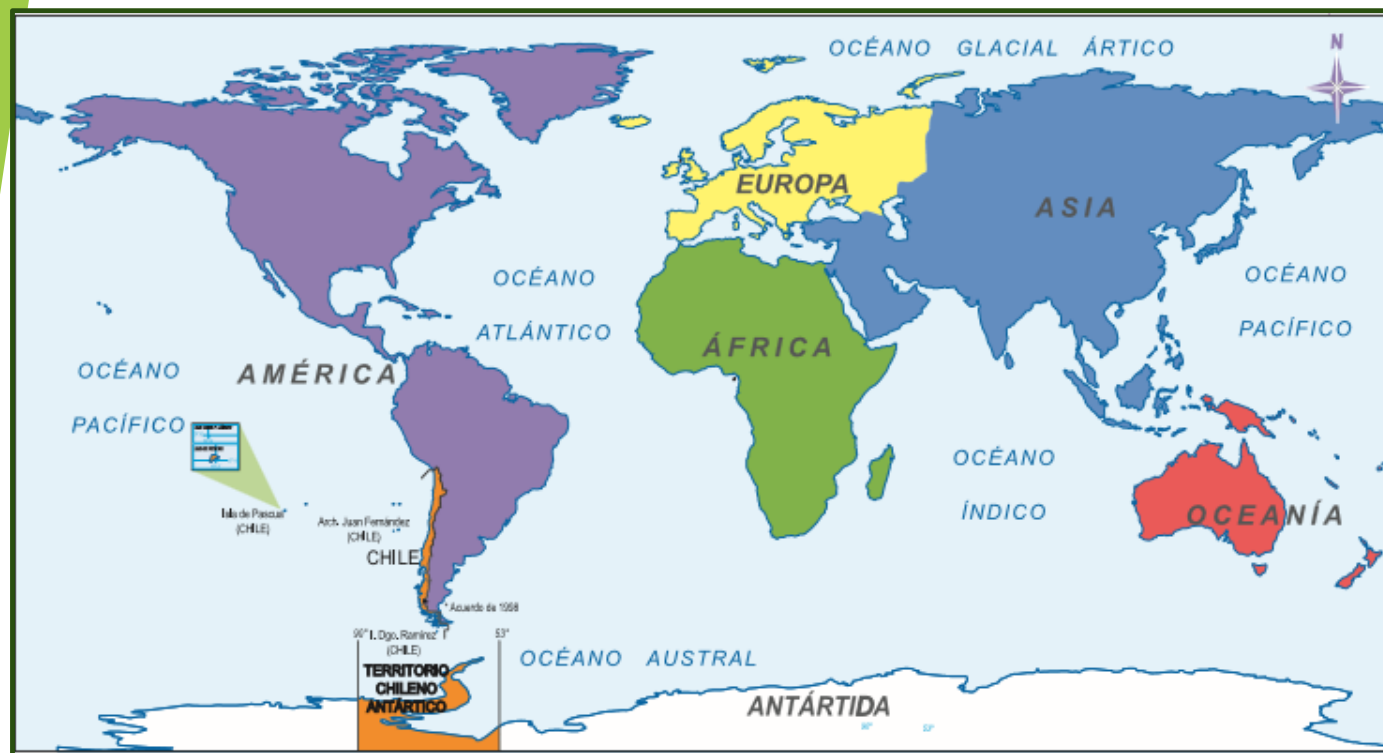 OCÉANO GLACIAL ÁRTICO
N
EUROPA
ASIA
OCÉANO
ATLÁNTICO
OCÉANO
PACÍFICO
ÁFRICA
AMÉRICA
OCÉANO
PACÍFICO
OCÉANO
ÍNDICO
OCEANÍA
Isla de Pascua
(CHILE)
Arch. Juan Fernández
(CHILE)
CHILE
* Acuerdo de 1998
I. Dgo. Ramírez
(CHILE)
53°
TERRITORIO
CHILENO
ANTÁRTICO
OCÉANO AUSTRAL
ANTÁRTIDA